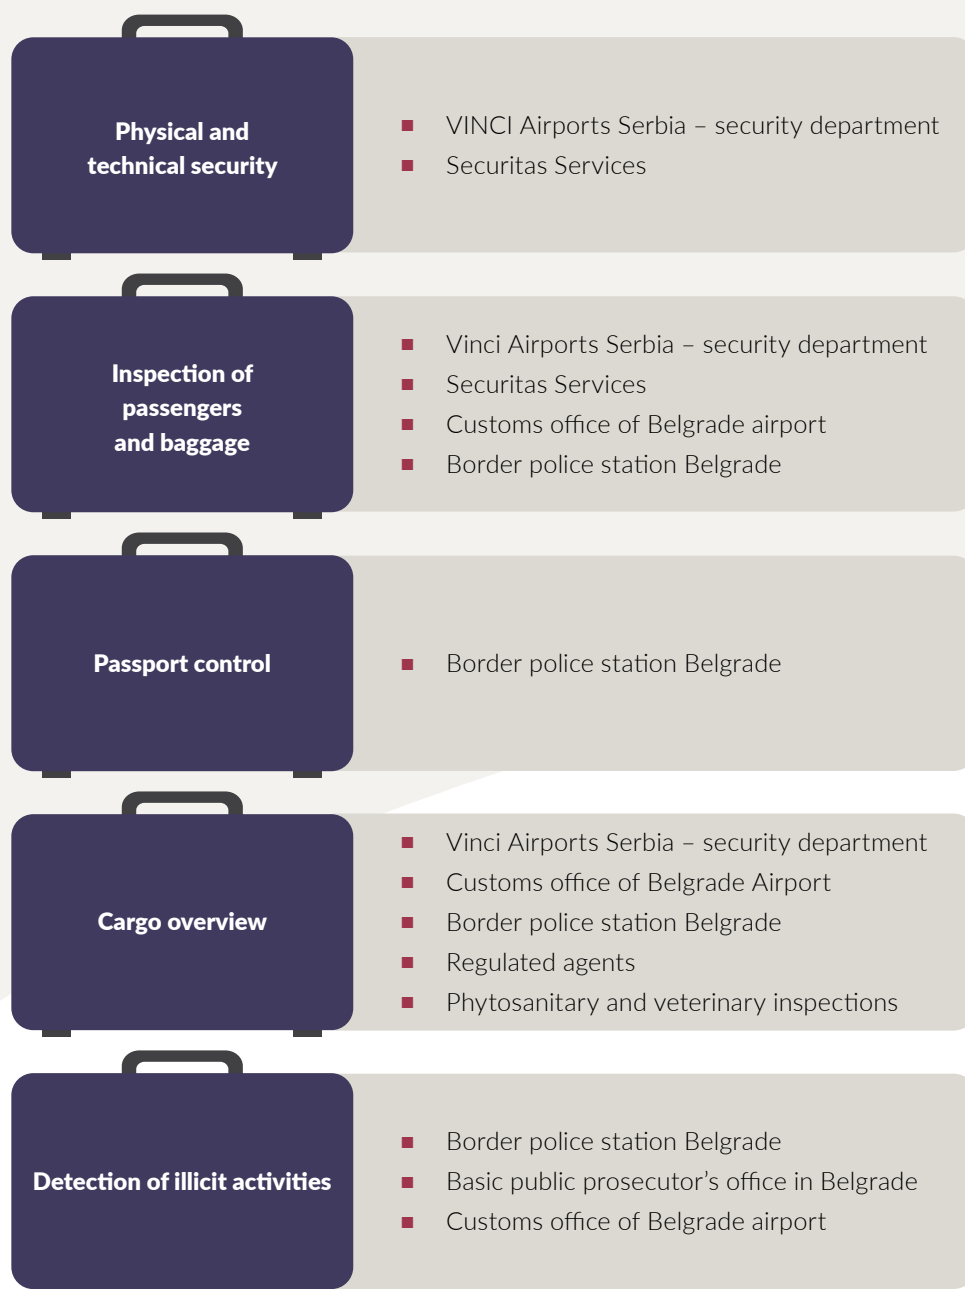 Physical and
technical security
■ VINCI Airports Serbia – security department
■ Securitas Services
Inspection of
passengers
and baggage
■ Vinci Airports Serbia – security department
■ Securitas Services
■ Customs office of Belgrade airport
■ Border police station Belgrade
Passport control
■ Border police station Belgrade
Cargo overview
■ Vinci Airports Serbia – security department
■ Customs office of Belgrade Airport
■ Border police station Belgrade
■ Regulated agents
■ Phytosanitary and veterinary inspections
Detection of illicit activities
■ Border police station Belgrade
■ Basic public prosecutor’s office in Belgrade
■ Customs office of Belgrade airport